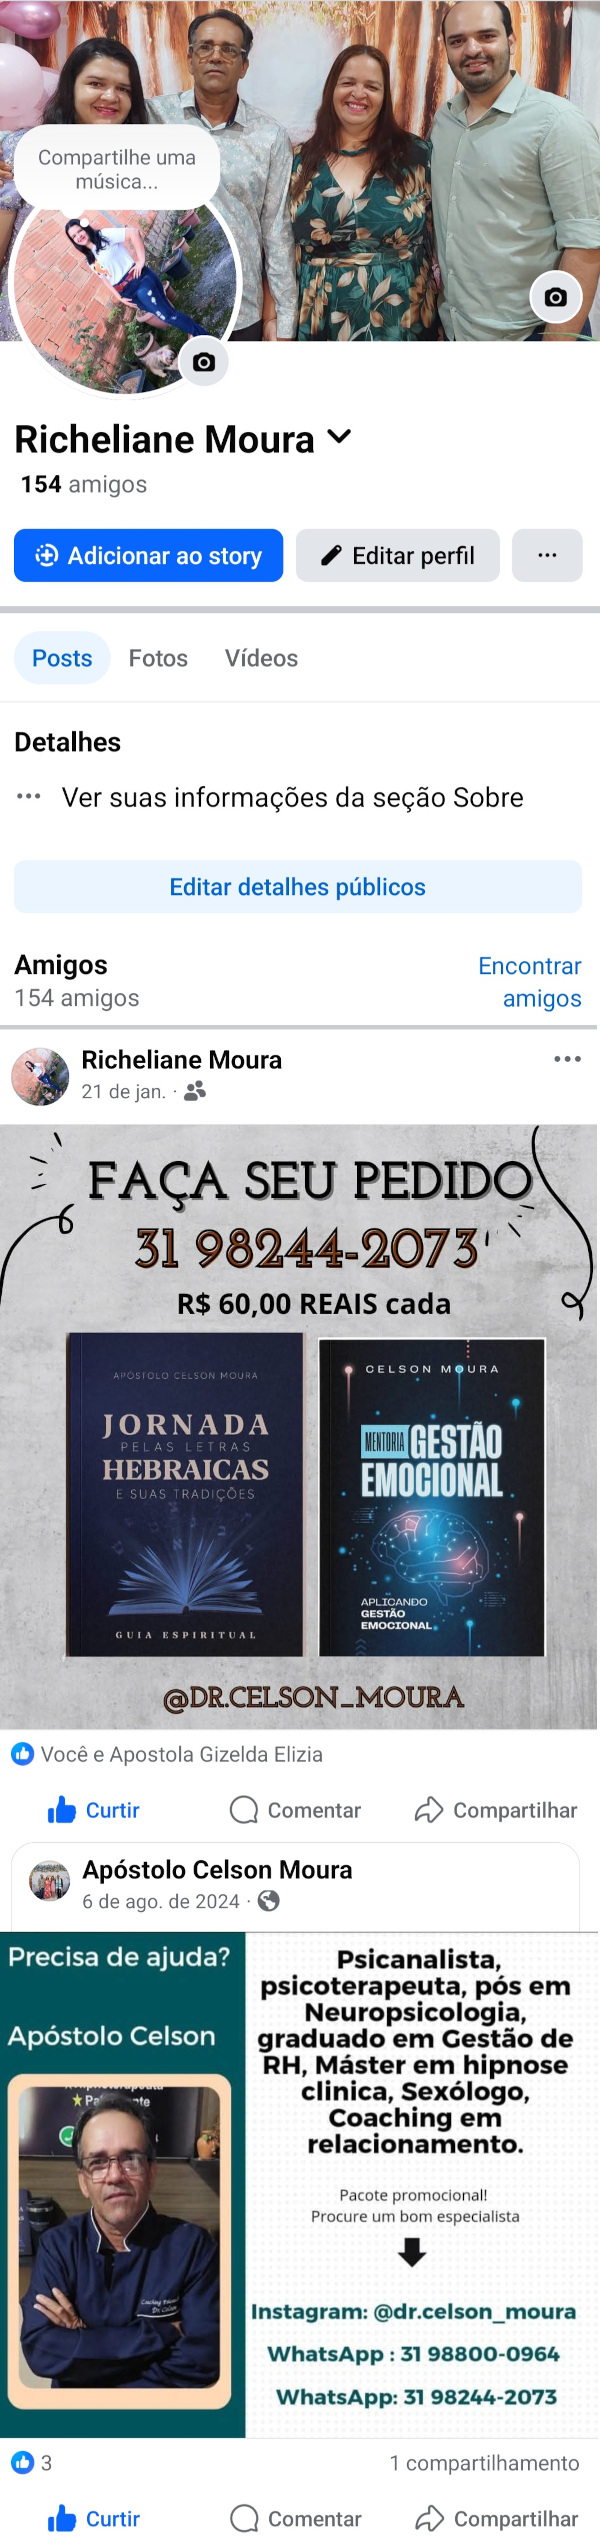 Compartilhe uma
música...
Richeliane Moura
154 amigos
Adicionar ao story
Editar perfil
...
Posts
Fotos
Vídeos
Detalhes
... Ver suas informações da seção Sobre
Editar detalhes públicos
Amigos
154 amigos
Encontrar
amigos
Richeliane Moura
21 de jan. ·
FAÇA SEU PEDIDO
31 98244-2073
R$ 60,00 REAIS cada
APÓSTOLO CELSON MOURA
JORNADA
PELAS LETRAS
HEBRAICAS
E SUAS TRADIÇÕES
GUIA ESPIRITUAL
CELSON MOURA
MENTORIA GESTÃO
EMOCIONAL
APLICANDO
GESTÃO
EMOCIONAL
@DR.CELSON_MOURA
Você e Apostola Gizelda Elizia
Curtir
Comentar
Compartilhar
Apóstolo Celson Moura
6 de ago. de 2024 ·
Precisa de ajuda?
Apóstolo Celson
Psicanalista,
psicoterapeuta, pós em
Neuropsicologia,
graduado em Gestão de
RH, Máster em hipnose
clinica, Sexólogo,
Coaching em
relacionamento.
Pacote promocional!
Procure um bom especialista
Instagram: @dr.celson_moura
WhatsApp : 31 98800-0964
WhatsApp: 31 98244-2073
3
1 compartilhamento
Curtir
Comentar
Compartilhar